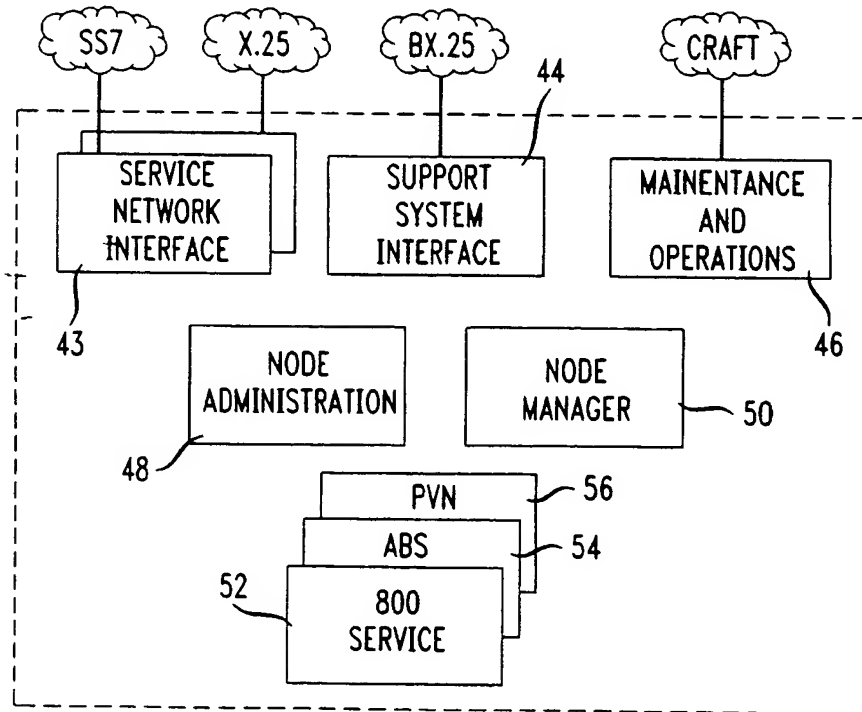 SS7
X.25
BX.25
CRAFT
44
SERVICE
NETWORK
INTERFACE
SUPPORT
SYSTEM
INTERFACE
MAINENTANCE
AND
OPERATIONS
43
46
NODE
ADMINISTRATION
NODE
MANAGER
50
48
PVN
56
ABS
54
52
800
SERVICE